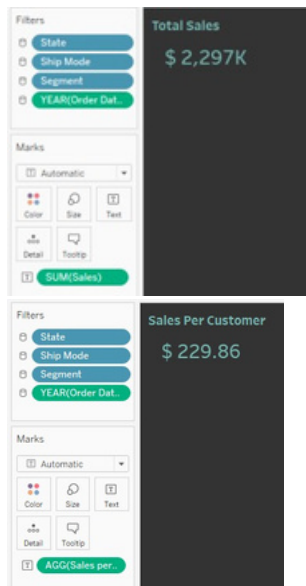 Filters
State
Ship Mode
Segment
YEAR(Order Dat..
Marks
Automatic
Color
Size
Text
Detail
Tooltip
SUM(Sales)
Total Sales
$ 2,297K
Filters
State
Ship Mode
Segment
YEAR(Order Dat..
Marks
Automatic
Color
Size
Text
Detail
Tooltip
AGG(Sales per..
Sales Per Customer
$ 229.86